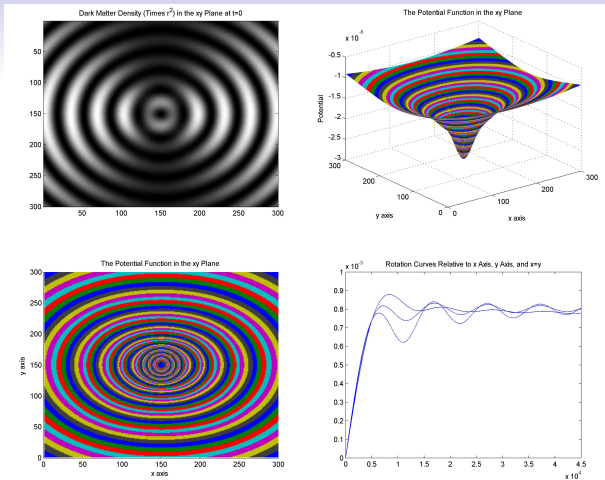 Dark Matter Density (Times r²) in the xy Plane at t=0
0
50
100
150
200
250
300
50 100 150 200 250 300
The Potential Function in the xy Plane
x 10⁻⁶
-0.5
-1
-1.5
-2
-2.5
-3
Potential
300
200
100
0
y axis
0
100
200
300
x axis
The Potential Function in the xy Plane
300
250
200
150
100
50
0
y axis
0 50 100 150 200 250 300
x axis
Rotation Curves Relative to x Axis, y Axis, and x=y
x 10⁻³
1
0.9
0.8
0.7
0.6
0.5
0.4
0.3
0.2
0.1
0
0 0.5 1 1.5 2 2.5 3 3.5 4 4.5
x 10⁴